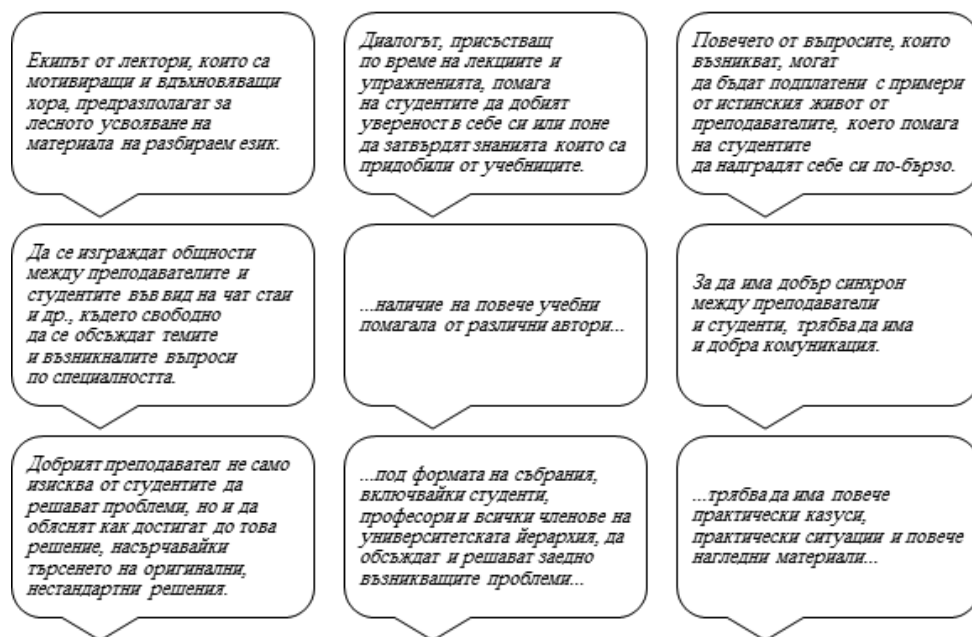 Екипът от лектори, които са
мотивиращи и вдъхновяващи
хора, предразполагат за
лесното усвояване на
материала на разбираем език.
Диалогът, присъстващ
по време на лекциите и
упражненията, помага
на студентите да добият
увереност в себе си или поне
да затвърдят знанията които са
придобили от учебниците.
Повечето от въпросите, които
възникват, могат
да бъдат подплатени с примери
от истинския живот от
преподавателите, което помага
на студентите
да надградят себе си по-бързо.
Да се изграждат общности
между преподавателите и
студентите във вид на чат стаи
и др., където свободно
да се обсъждат темите
и възникналите въпроси
по специалността.
...наличие на повече учебни
помагала от различни автори...
За да има добър синхрон
между преподаватели
и студенти, трябва да има
и добра комуникация.
Добрият преподавател не само
изисква от студентите да
решават проблеми, но и да
обяснят как достигат до това
решение, насърчавайки
търсенето на оригинални,
нестандартни решения.
...под формата на събрания,
включвайки студенти,
професори и всички членове на
университетската йерархия, да
обсъждат и решават заедно
възникващите проблеми...
...трябва да има повече
практически казуси,
практически ситуации и повече
нагледни материали...